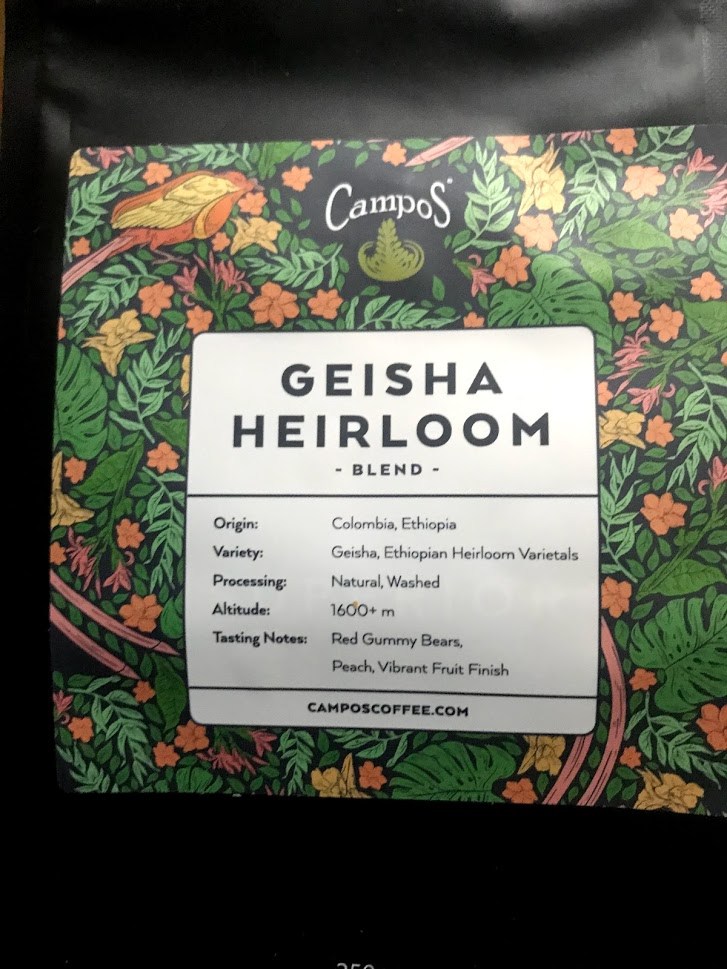 Campos
GEISHA
HEIRLOOM
- BLEND -
Origin: Colombia, Ethiopia
Variety: Geisha, Ethiopian Heirloom Varietals
Processing: Natural, Washed
Altitude: 1600+ m
Tasting Notes: Red Gummy Bears,
Peach, Vibrant Fruit Finish
CAMPOSCOFFEE.COM